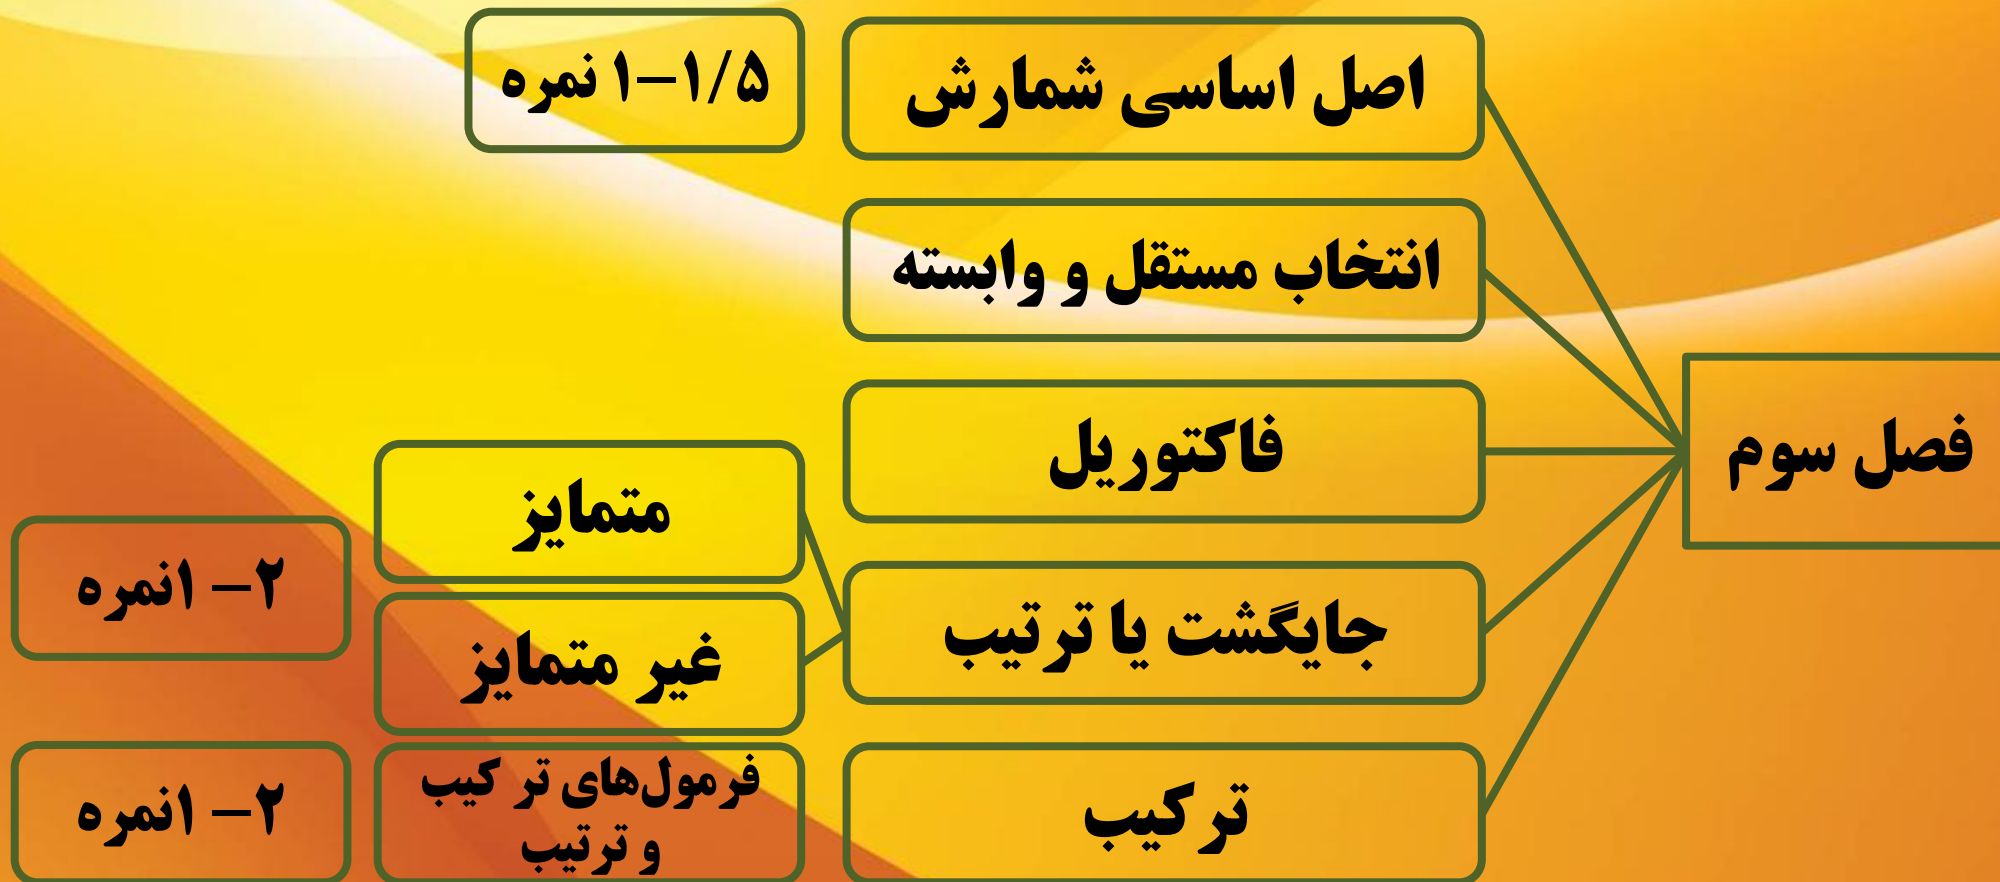 فصل سوم
اصل اساسی شمارش
۱–۱/۵ نمره
انتخاب مستقل و وابسته
فاکتوریل
جایگشت یا ترتیب
متمایز
غیر متمایز
۲– ۱نمره
ترکیب
فرمول‌های ترکیب
و ترتیب
۲– ۱نمره